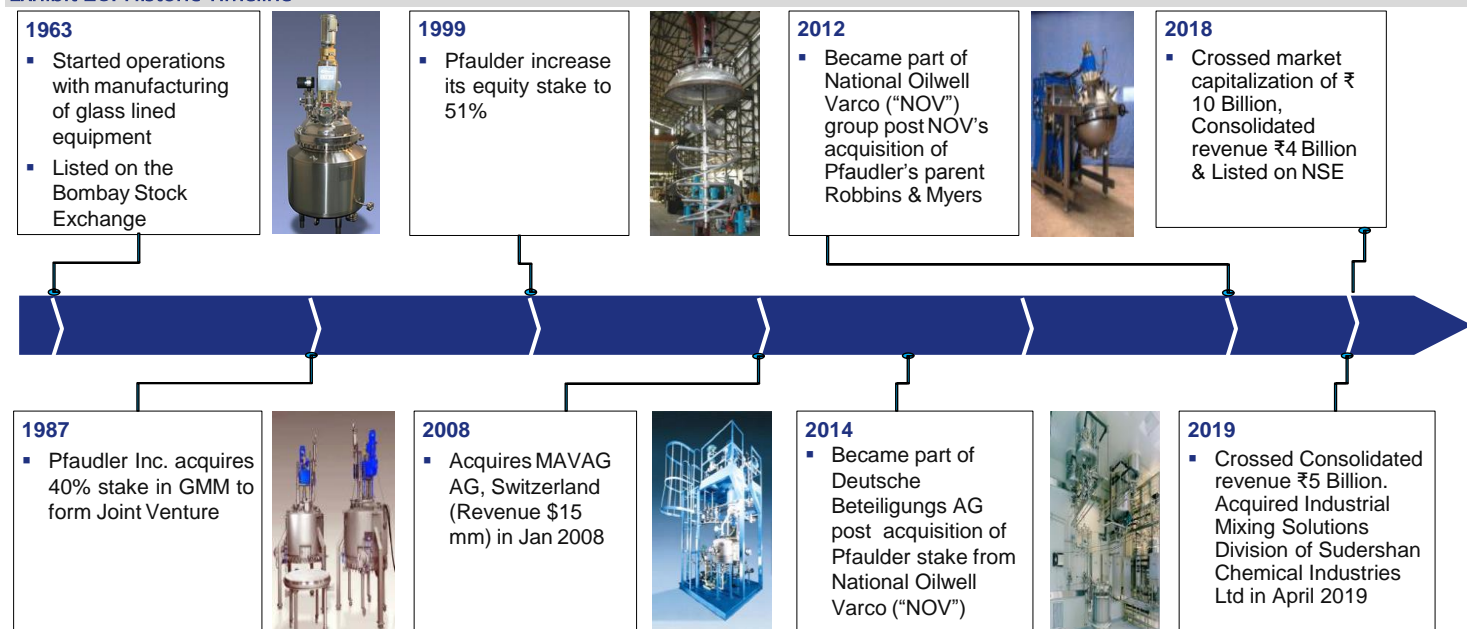 Exhibit 23: Historic Timeline
1963
▪ Started operations
with manufacturing
of glass lined
equipment
▪ Listed on the
Bombay Stock
Exchange
1999
▪ Pfaulder increase
its equity stake to
51%
2012
▪ Became part of
National Oilwell
Varco (“NOV”)
group post NOV’s
acquisition of
Pfaudler’s parent
Robbins & Myers
2018
▪ Crossed market
capitalization of ₹
10 Billion,
Consolidated
revenue ₹4 Billion
& Listed on NSE
1987
▪ Pfaudler Inc. acquires
40% stake in GMM to
form Joint Venture
2008
▪ Acquires MAVAG
AG, Switzerland
(Revenue $15
mm) in Jan 2008
2014
▪ Became part of
Deutsche
Beteiligungs AG
post acquisition of
Pfaulder stake from
National Oilwell
Varco (“NOV”)
2019
▪ Crossed Consolidated
revenue ₹5 Billion.
Acquired Industrial
Mixing Solutions
Division of Sudershan
Chemical Industries
Ltd in April 2019